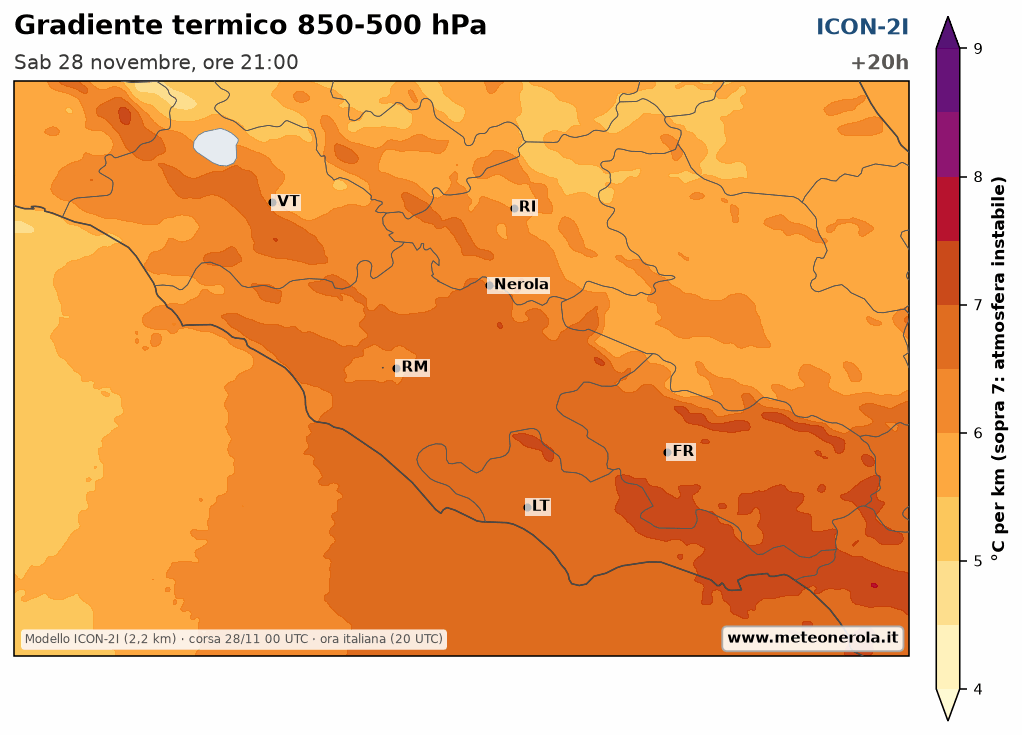 Gradiente termico 850-500 hPa
ICON-2I
Sab 28 novembre, ore 21:00
+20h
VT
RI
Nerola
RM
FR
LT
Modello ICON-2I (2,2 km) · corsa 28/11 00 UTC · ora italiana (20 UTC)
www.meteonerola.it
9
8
7
6
5
4
°C per km (sopra 7: atmosfera instabile)